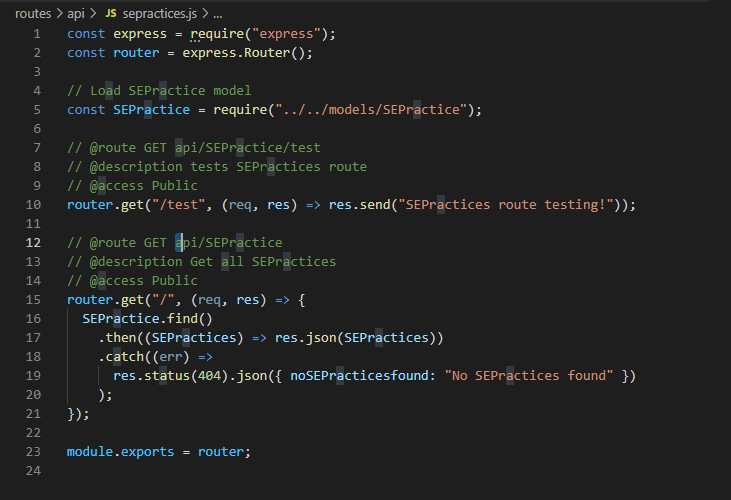 routes > api > JS sepractices.js > ...
1 const express = require("express");
2 const router = express.Router();
3
4 // Load SEPractice model
5 const SEPractice = require("../../models/SEPractice");
6
7 // @route GET api/SEPractice/test
8 // @description tests SEPractices route
9 // @access Public
10 router.get("/test", (req, res) => res.send("SEPractices route testing!"));
11
12 // @route GET api/SEPractice
13 // @description Get all SEPractices
14 // @access Public
15 router.get("/", (req, res) => {
16 SEPractice.find()
17 .then((SEPractices) => res.json(SEPractices))
18 .catch((err) =>
19 res.status(404).json({ noSEPracticesfound: "No SEPractices found" })
20 );
21 });
22
23 module.exports = router;
24